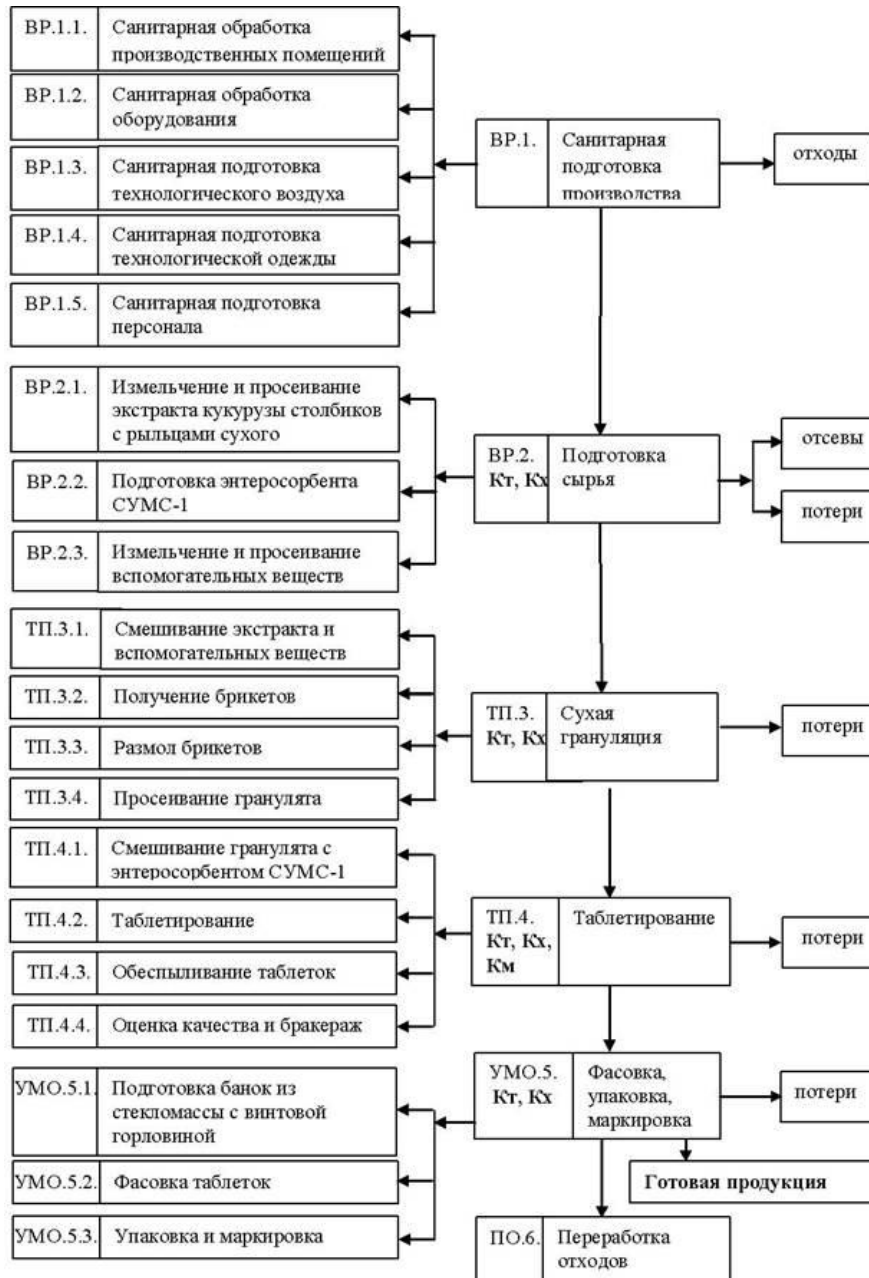 ВР.1.1. Санитарная обработка
производственных помещений
ВР.1.2. Санитарная обработка
оборудования
ВР.1.3. Санитарная подготовка
технологического воздуха
ВР.1.4. Санитарная подготовка
технологической одежды
ВР.1.5. Санитарная подготовка
персонала
ВР.1. Санитарная
подготовка
производства
отходы
ВР.2.1. Измельчение и просеивание
экстракта кукурузы столбиков
с рыльцами сухого
ВР.2.2. Подготовка энтеросорбента
СУМС-1
ВР.2.3. Измельчение и просеивание
вспомогательных веществ
ВР.2. Подготовка
Кт, Кх сырья
отсевы
потери
ТП.3.1. Смешивание экстракта и
вспомогательных веществ
ТП.3.2. Получение брикетов
ТП.3.3. Размол брикетов
ТП.3.4. Просеивание гранулята
ТП.3. Сухая
Кт, Кх грануляция
потери
ТП.4.1. Смешивание гранулята с
энтеросорбентом СУМС-1
ТП.4.2. Таблетирование
ТП.4.3. Обеспыливание таблеток
ТП.4.4. Оценка качества и бракераж
ТП.4. Таблетирование
Кт, Кх,
Км
потери
УМО.5.1. Подготовка банок из
стекломассы с винтовой
горловиной
УМО.5.2. Фасовка таблеток
УМО.5.3. Упаковка и маркировка
УМО.5. Фасовка,
Кт, Кх упаковка,
маркировка
потери
Готовая продукция
ПО.6. Переработка
отходов